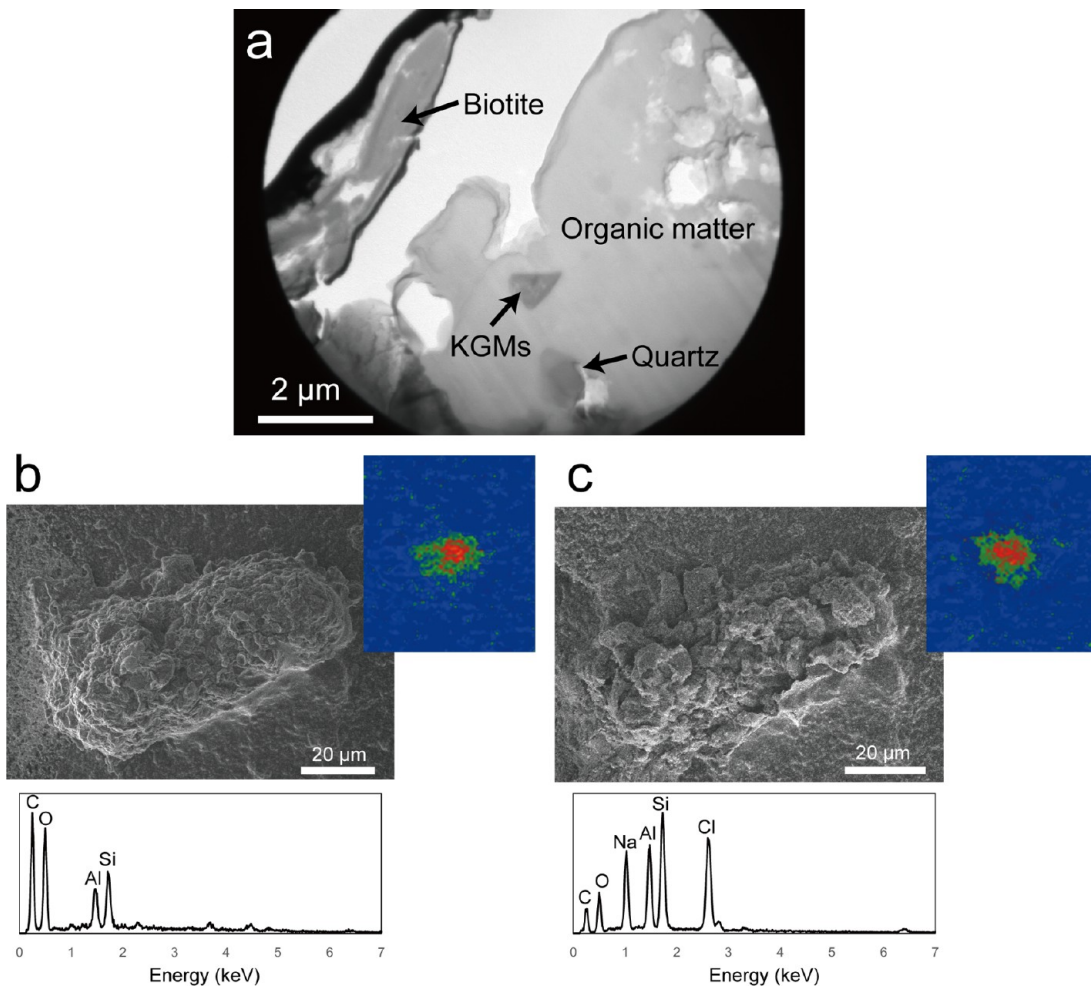 a
Biotite
Organic matter
KGMs
Quartz
2 μm
b
20 μm
C
O
Al
Si
0 1 2 3 4 5 6 7
Energy (keV)
c
20 μm
C
O
Na
Al
Si
Cl
0 1 2 3 4 5 6 7
Energy (keV)